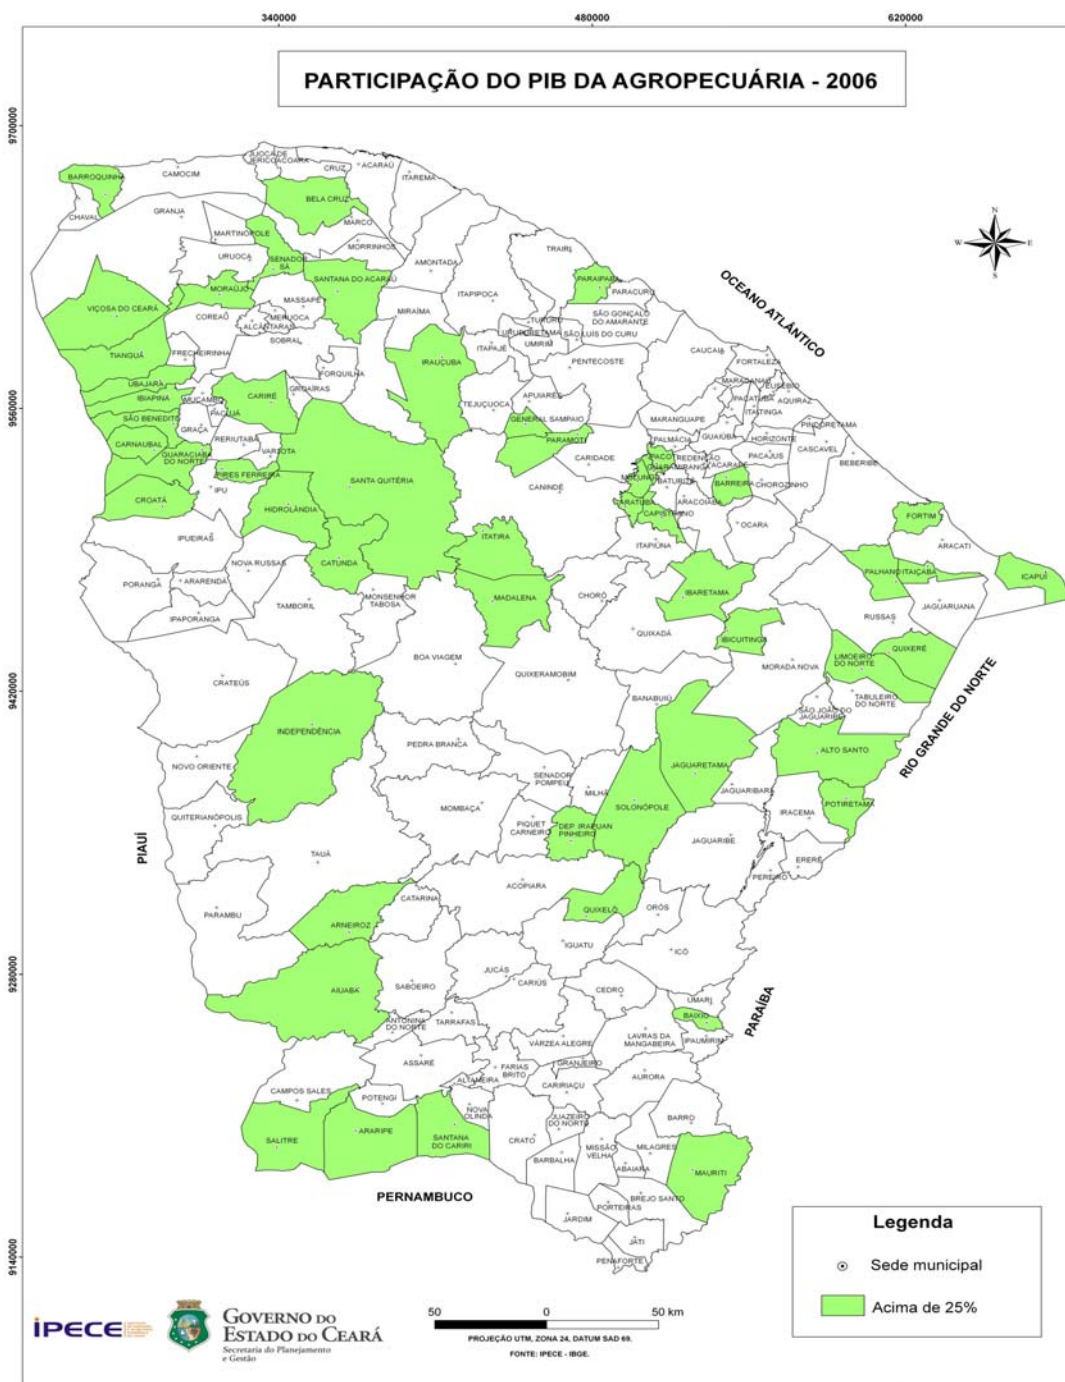 340000 480000 620000
PARTICIPAÇÃO DO PIB DA AGROPECUÁRIA - 2006
9700000
9560000
9420000
9280000
9140000
N
W E
S
JIJOCA DE
JERICOACOARA
CRUZ
ACARAÚ
ITAREMA
BARROQUINHA
CAMOCIM
BELA CRUZ
CHAVAL
GRANJA
MARCO
MARTINÓPOLE
MORRINHOS
URUOCA
SENADOR
SÁ
AMONTADA
TRAIRI
SANTANA DO ACARAÚ
PARAIPABA
MORAÚJO
ITAPIPOCA
PARACURU
MASSAPÊ
VIÇOSA DO CEARÁ
COREAÚ
MERUOCA
ALCÂNTARAS
MIRAÍMA
SÃO GONÇALO
DO AMARANTE
TURURU
URUBURETAMA
SÃO LUÍS DO CURU
UMIRIM
SOBRAL
ITAPAJÉ
TIANGUÁ
FRECHEIRINHA
IRAUÇUBA
PENTECOSTE
CAUCAIA
FORTALEZA
FORQUILHA
UBAJARA
MUCAMBO
CARIRÉ
GROAÍRAS
MARACANAÚ
EUSÉBIO
IBIAPINA
PACUJÁ
TEJUÇUOCA
APUIARÉS
PACATUBA
AQUIRAZ
ITAITINGA
SÃO BENEDITO
GRAÇA
GENERAL SAMPAIO
MARANGUAPE
PINDORETAMA
GUAIÚBA
HORIZONTE
CARNAUBAL
RERIUTABA
PARAMOTI
PALMÁCIA
CASCAVEL
GUARACIABA
DO NORTE
VARJOTA
CARIDADE
PACOTI
REDENÇÃO
PACAJUS
BEBERIBE
GUARAMIRANGA
ACARAPE
PIRES FERREIRA
MULUNGU
BATURITÉ
BARREIRA
CHOROZINHO
IPU
SANTA QUITÉRIA
CANINDÉ
CROATÁ
ARATUBA
ARACOIABA
HIDROLÂNDIA
CAPISTRANO
FORTIM
OCARA
IPUEIRAS
ITATIRA
ITAPIÚNA
ARACATI
CATUNDA
NOVA RUSSAS
PALHANO
ITAIÇABA
ICAPUÍ
PORANGA
ARARENDÁ
MONSENHOR
TABOSA
MADALENA
CHORÓ
IBARETAMA
TAMBORIL
JAGUARUANA
IPAPORANGA
RUSSAS
QUIXADÁ
IBICUITINGA
QUIXERÉ
LIMOEIRO
DO NORTE
BOA VIAGEM
MORADA NOVA
QUIXERAMOBIM
CRATEÚS
BANABUIÚ
TABULEIRO
DO NORTE
SÃO JOÃO DO
JAGUARIBE
INDEPENDÊNCIA
PEDRA BRANCA
ALTO SANTO
NOVO ORIENTE
JAGUARETAMA
SENADOR
POMPEU
MILHÃ
JAGUARIBARA
SOLONÓPOLE
POTIRETAMA
MOMBAÇA
QUITERIANÓPOLIS
PIQUET
CARNEIRO
DEP. IRAPUAN
PINHEIRO
IRACEMA
JAGUARIBE
TAUÁ
ERERÊ
PEREIRO
ACOPIARA
CATARINA
PARAMBU
QUIXELÔ
ORÓS
ARNEIROZ
IGUATU
ICÓ
JUCÁS
CARIÚS
SABOEIRO
AIUABA
CEDRO
UMARI
BAIXIO
ANTONINA
DO NORTE
TARRAFAS
IPAUMIRIM
VÁRZEA ALEGRE
LAVRAS DA
MANGABEIRA
ASSARÉ
GRANJEIRO
FARIAS
BRITO
ALTANEIRA
CARIRIAÇU
AURORA
CAMPOS SALES
POTENGI
NOVA
OLINDA
BARRO
JUAZEIRO
DO NORTE
ARARIPE
SANTANA
DO CARIRI
CRATO
SALITRE
MISSÃO
VELHA
MILAGRES
BARBALHA
ABAIARA
MAURITI
BREJO SANTO
PORTEIRAS
JARDIM
JATI
PENAFORTE
OCEANO ATLÂNTICO
RIO GRANDE DO NORTE
PIAUÍ
PARAÍBA
PERNAMBUCO
Legenda
Sede municipal
Acima de 25%
IPECE
GOVERNO DO
ESTADO DO CEARÁ
Secretaria do Planejamento
e Gestão
50 0 50 km
PROJEÇÃO UTM, ZONA 24, DATUM SAD 69.
FONTE: IPECE - IBGE.